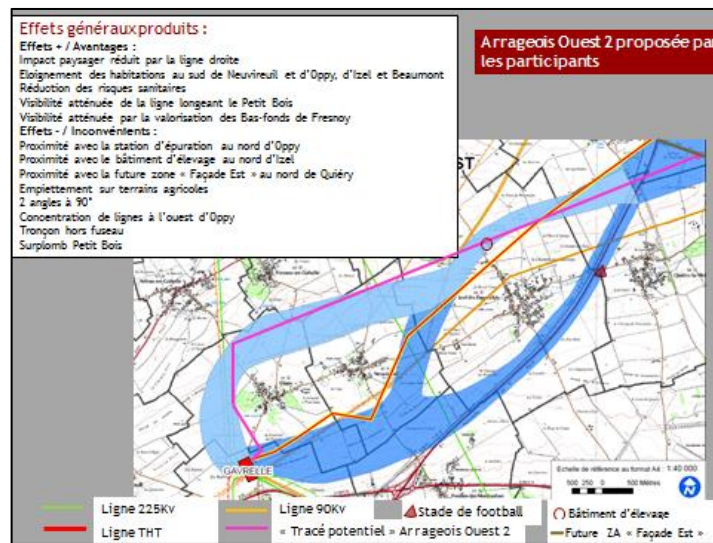 Effets généraux produits :
Effets + / Avantages :
Impact paysager réduit par la ligne droite
Eloignement des habitations au sud de Neuvireuil et d'Oppy, d'Izel et Beaumont
Réduction des risques sanitaires
Visibilité atténuée de la ligne longeant le Petit Bois
Visibilité atténuée par la valorisation des Bas-fonds de Fresnoy
Effets - / Inconvénients :
Proximité avec la station d'épuration au nord d'Oppy
Proximité avec le bâtiment d'élevage au nord d'Izel
Proximité avec la future zone « Façade Est » au nord de Quiéry
Empiettement sur terrains agricoles
2 angles à 90°
Concentration de lignes à l'ouest d'Oppy
Tronçon hors fuseau
Surplomb Petit Bois
Arrageois Ouest 2 proposée par
les participants
ST
GAVRELLE
Echelle de référence au format A4 : 1:40 000
500 250 0 500 Mètres
Ligne 225Kv
Ligne 90Kv
Stade de football
Bâtiment d'élevage
Ligne THT
« Tracé potentiel » Arrageois Ouest 2
Future ZA « Façade Est »